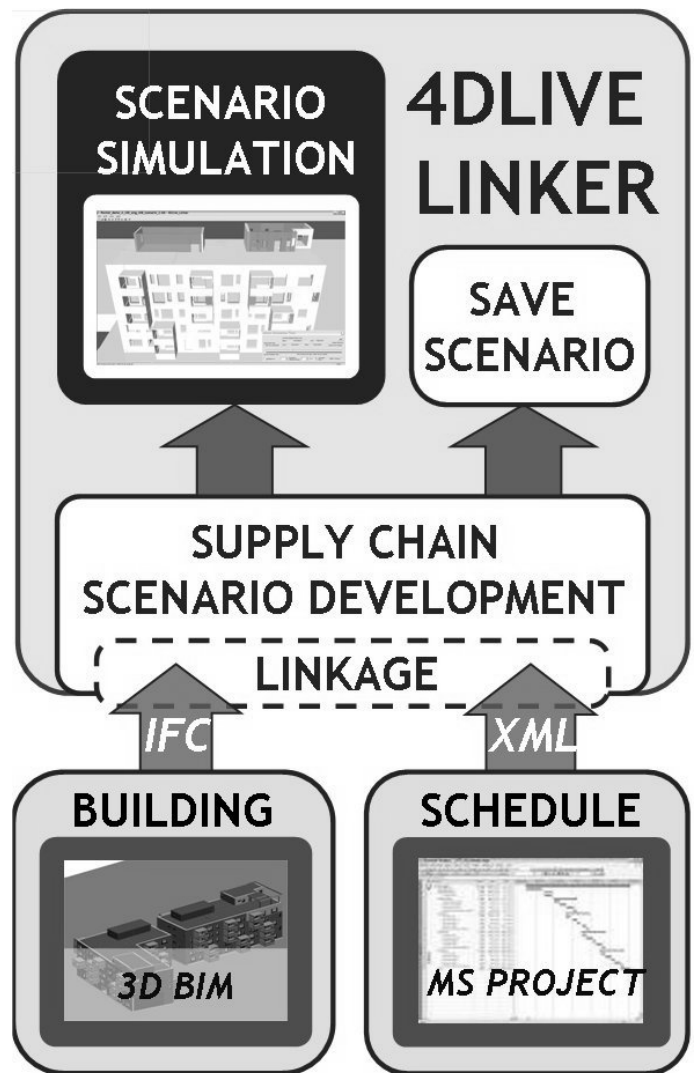 SCENARIO
SIMULATION
4DLIVE
LINKER
SAVE
SCENARIO
SUPPLY CHAIN
SCENARIO DEVELOPMENT
LINKAGE
IFC
XML
BUILDING
SCHEDULE
3D BIM
MS PROJECT